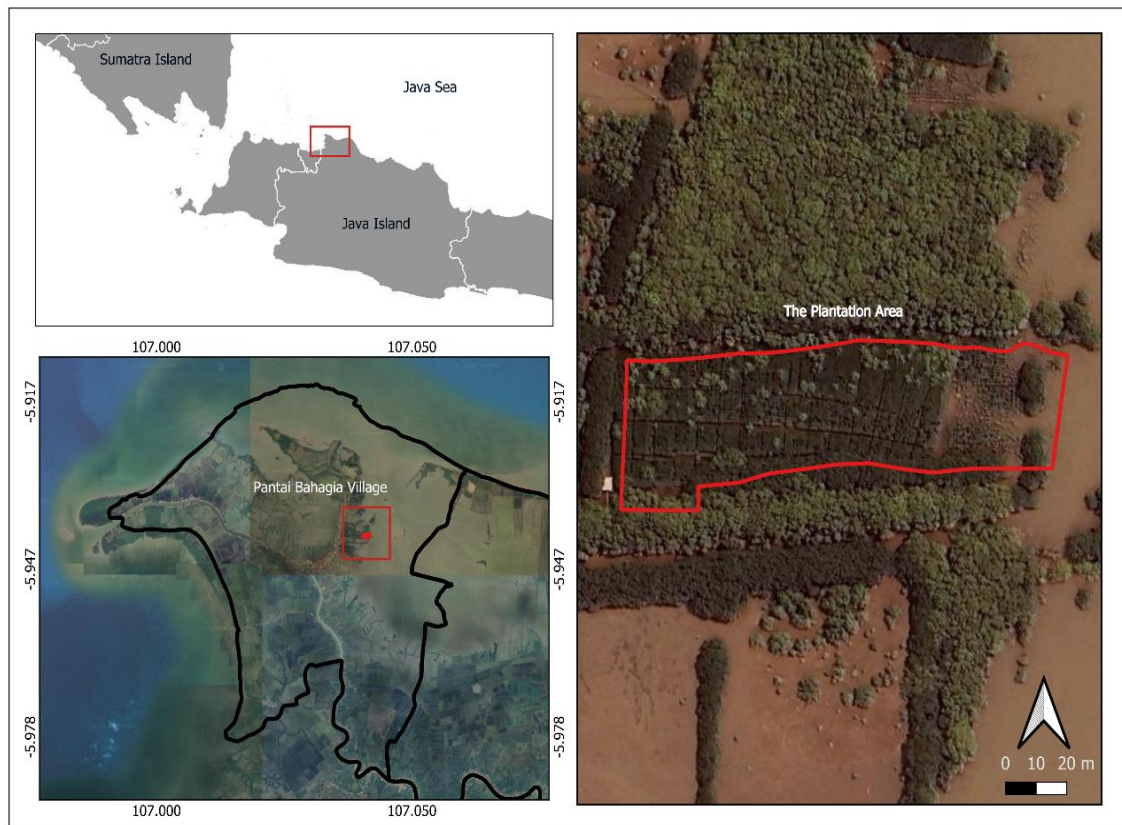 Sumatra Island
Java Sea
Java Island
107.000
107.050
-5.917
-5.917
Pantai Bahagia Village
-5.947
-5.947
-5.978
-5.978
107.000
107.050
The Plantation Area
0 10 20 m